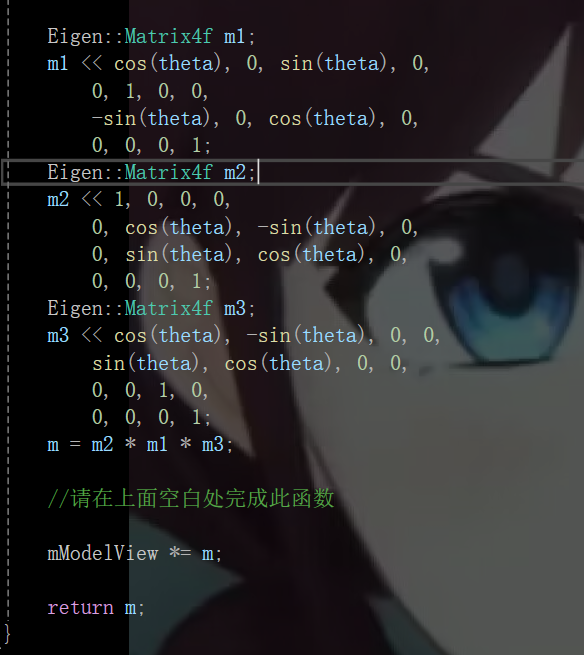 Eigen::Matrix4f m1;
m1 << cos(theta), 0, sin(theta), 0,
0, 1, 0, 0,
-sin(theta), 0, cos(theta), 0,
0, 0, 0, 1;
Eigen::Matrix4f m2;
m2 << 1, 0, 0, 0,
0, cos(theta), -sin(theta), 0,
0, sin(theta), cos(theta), 0,
0, 0, 0, 1;
Eigen::Matrix4f m3;
m3 << cos(theta), -sin(theta), 0, 0,
sin(theta), cos(theta), 0, 0,
0, 0, 1, 0,
0, 0, 0, 1;
m = m2 * m1 * m3;
//请在上面空白处完成此函数
mModelView *= m;
return m;
}